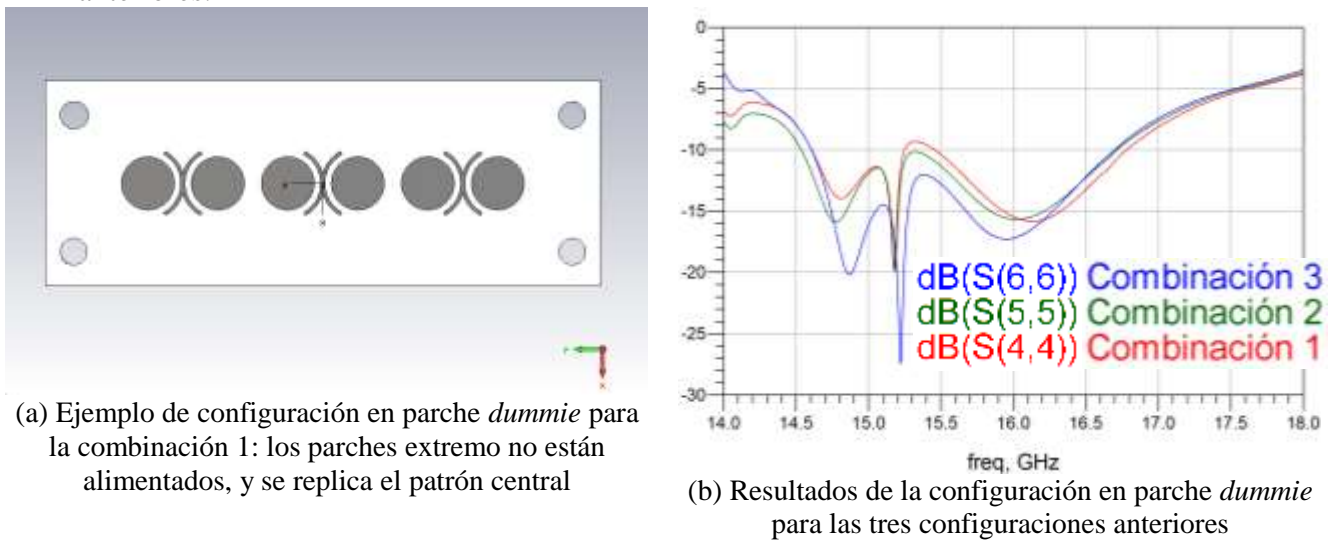 0
-5
-10
-15
-20
-25
-30
dB(S(6,6)) Combinación 3
dB(S(5,5)) Combinación 2
dB(S(4,4)) Combinación 1
14.0 14.5 15.0 15.5 16.0 16.5 17.0 17.5 18.0
freq, GHz
(a) Ejemplo de configuración en parche dummie para
la combinación 1: los parches extremo no están
alimentados, y se replica el patrón central
(b) Resultados de la configuración en parche dummie
para las tres configuraciones anteriores